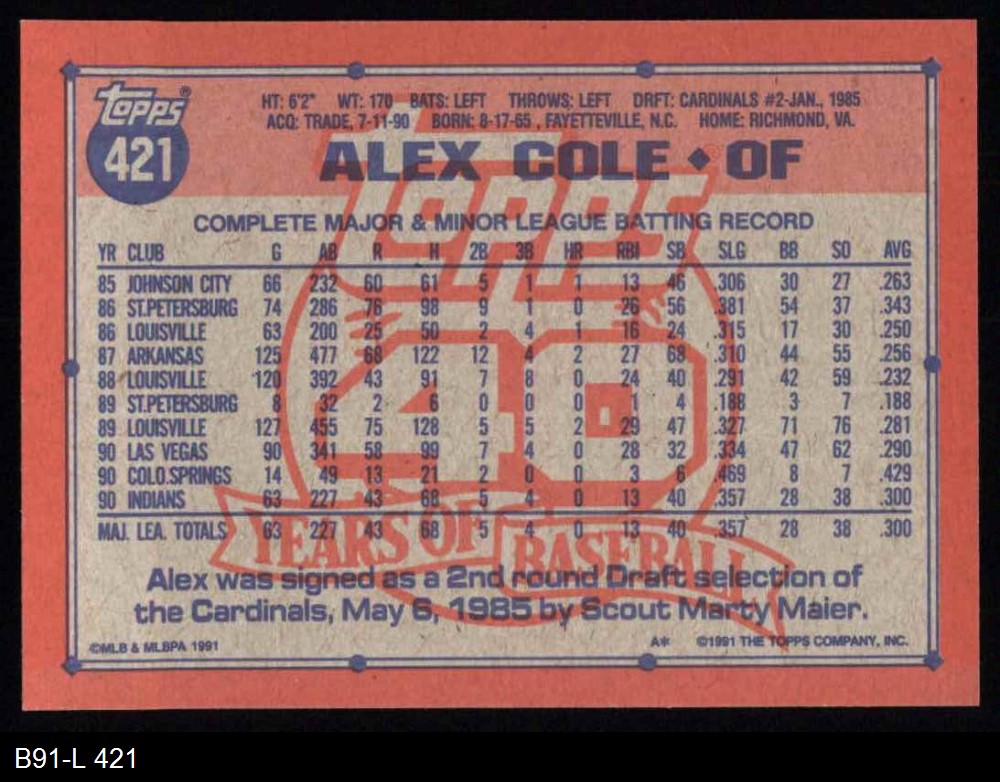 TOPPS®
421
HT: 6'2" WT: 170 BATS: LEFT THROWS: LEFT DRFT: CARDINALS #2-JAN., 1985
ACQ: TRADE, 7-11-90 BORN: 8-17-65 , FAYETTEVILLE, N.C. HOME: RICHMOND, VA.
ALEX COLE ◆ OF
TOPPS
40
YEARS OF BASEBALL
COMPLETE MAJOR & MINOR LEAGUE BATTING RECORD
YR CLUB G AB R H 2B 3B HR RBI SB SLG BB SO AVG
85 JOHNSON CITY 66 232 60 61 5 1 1 13 46 .306 30 27 .263
86 ST.PETERSBURG 74 286 76 98 9 1 0 26 56 .381 54 37 .343
86 LOUISVILLE 63 200 25 50 2 4 1 16 24 .315 17 30 .250
87 ARKANSAS 125 477 68 122 12 4 2 27 68 .310 44 55 .256
88 LOUISVILLE 120 392 43 91 7 8 0 24 40 .291 42 59 .232
89 ST.PETERSBURG 8 32 2 6 0 0 0 1 4 .188 3 7 .188
89 LOUISVILLE 127 455 75 128 5 5 2 29 47 .327 71 76 .281
90 LAS VEGAS 90 341 58 99 7 4 0 28 32 .334 47 62 .290
90 COLO.SPRINGS 14 49 13 21 2 0 0 3 6 .469 8 7 .429
90 INDIANS 63 227 43 68 5 4 0 13 40 .357 28 38 .300
MAJ. LEA. TOTALS 63 227 43 68 5 4 0 13 40 .357 28 38 .300
Alex was signed as a 2nd round Draft selection of
the Cardinals, May 6, 1985 by Scout Marty Maier.
©MLB & MLBPA 1991 A* ©1991 THE TOPPS COMPANY, INC.
B91-L 421